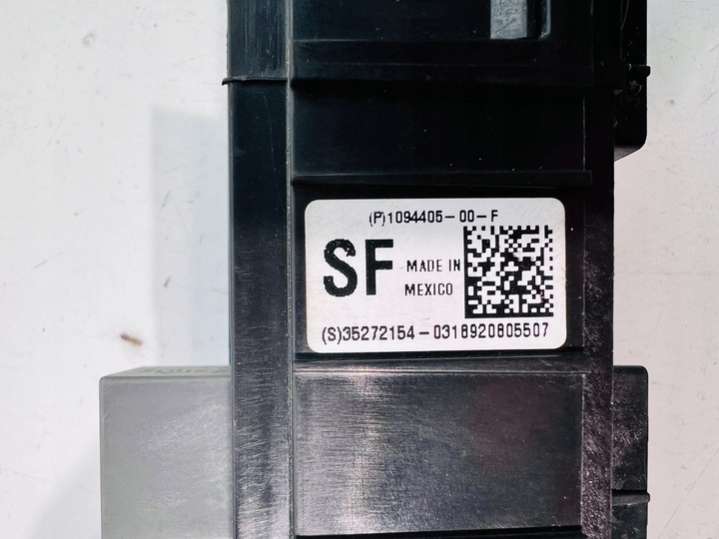 (P)1094405-00-F
SF
MADE IN
MEXICO
(S)35272154-0318920805507